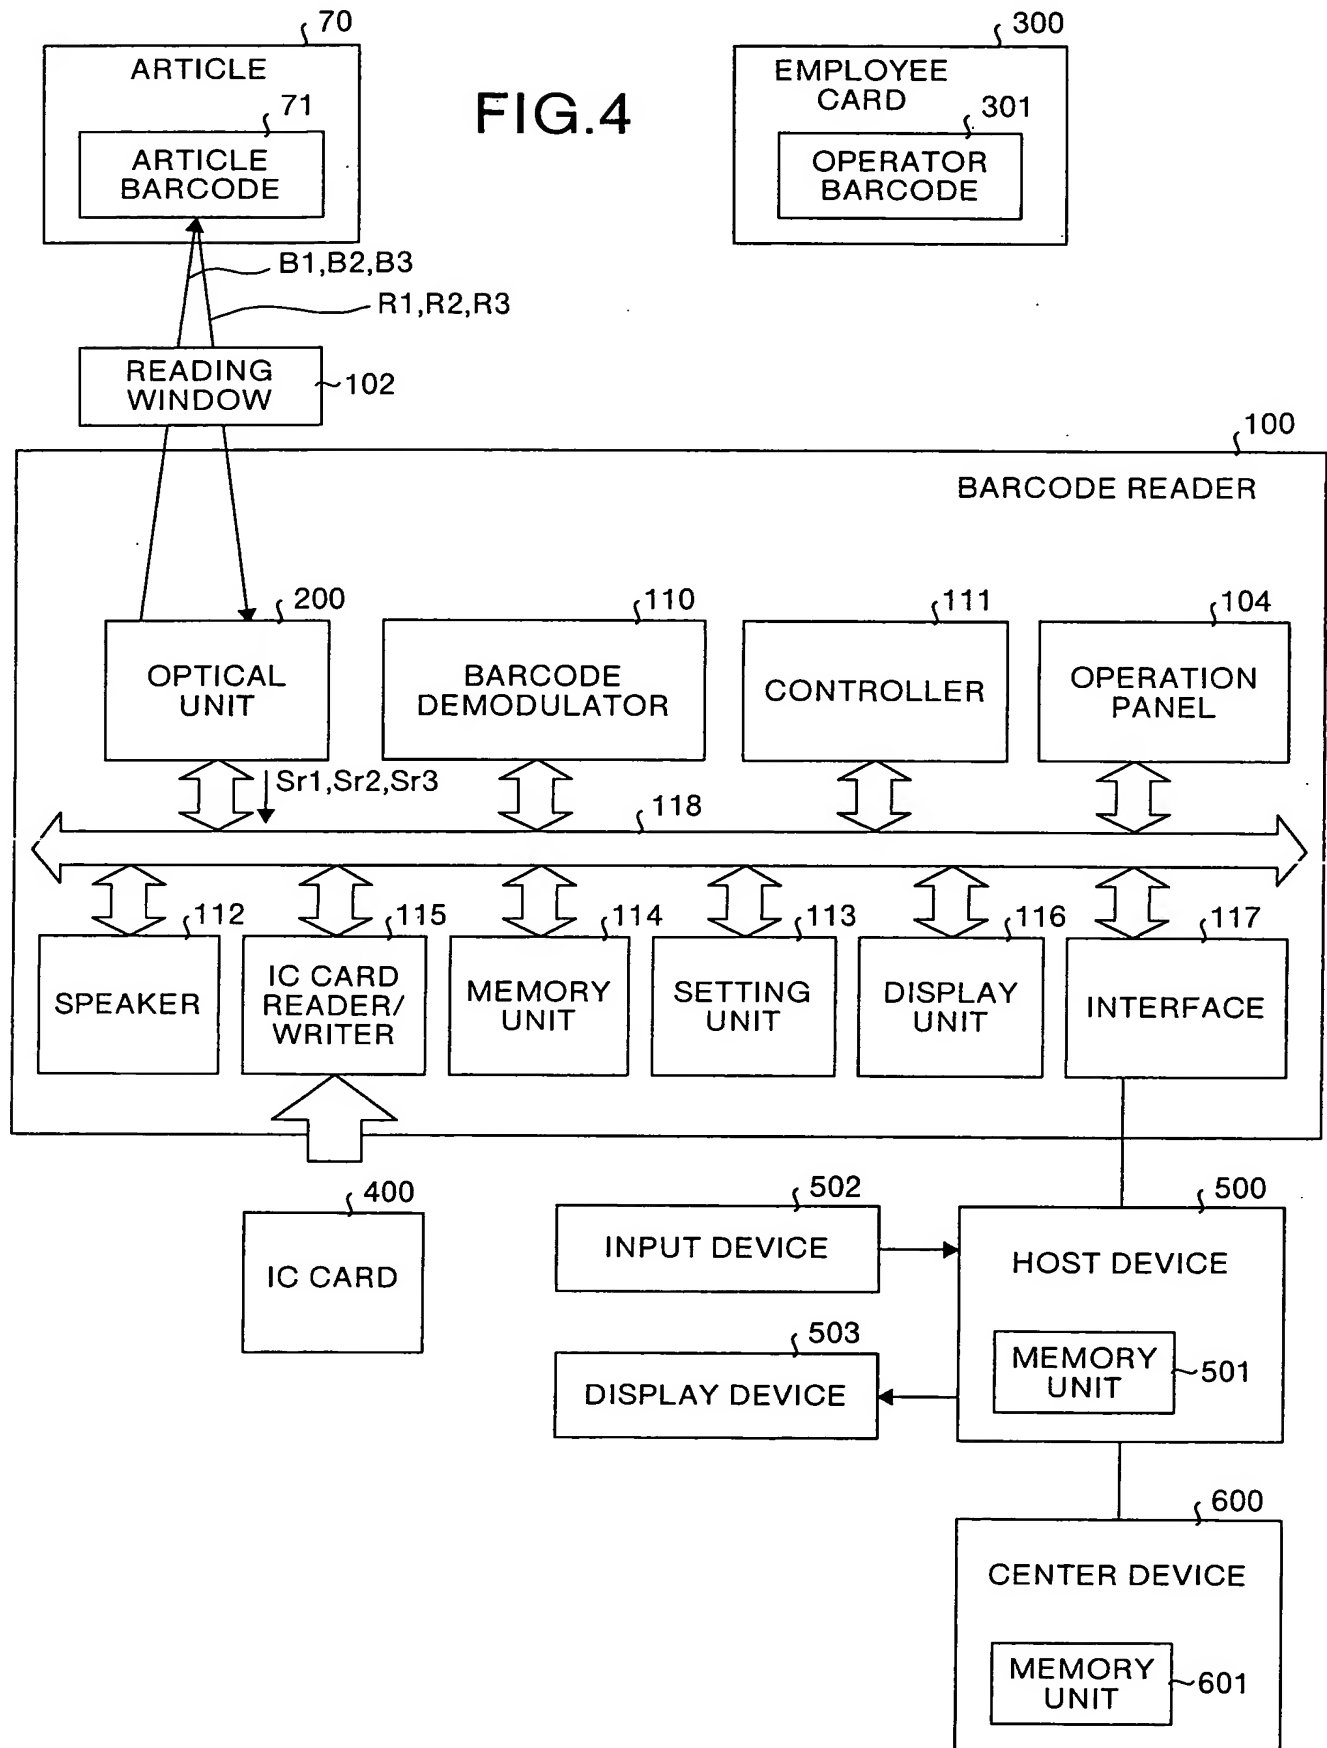 70
ARTICLE
71
ARTICLE
BARCODE
FIG.4
300
EMPLOYEE
CARD
301
OPERATOR
BARCODE
B1,B2,B3
R1,R2,R3
READING
WINDOW
102
100
BARCODE READER
200
OPTICAL
UNIT
110
BARCODE
DEMODULATOR
111
CONTROLLER
104
OPERATION
PANEL
Sr1,Sr2,Sr3
118
112
SPEAKER
115
IC CARD
READER/
WRITER
114
MEMORY
UNIT
113
SETTING
UNIT
116
DISPLAY
UNIT
117
INTERFACE
400
IC CARD
502
INPUT DEVICE
503
DISPLAY DEVICE
500
HOST DEVICE
MEMORY
UNIT
501
600
CENTER DEVICE
MEMORY
UNIT
601